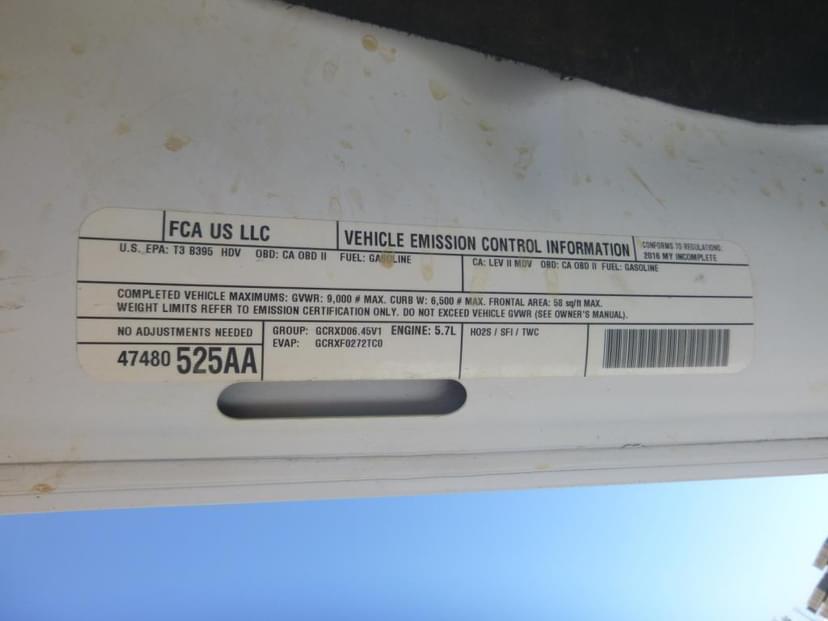 FCA US LLC
VEHICLE EMISSION CONTROL INFORMATION
CONFORMS TO REGULATIONS:
2016 MY INCOMPLETE
U.S. EPA: T3 B395 HDV OBD: CA OBD II FUEL: GASOLINE
CA: LEV II MDV OBD: CA OBD II FUEL: GASOLINE
COMPLETED VEHICLE MAXIMUMS: GVWR: 9,000 # MAX. CURB W: 6,500 # MAX. FRONTAL AREA: 58 sq/ft MAX.
WEIGHT LIMITS REFER TO EMISSION CERTIFICATION ONLY. DO NOT EXCEED VEHICLE GVWR (SEE OWNER'S MANUAL).
NO ADJUSTMENTS NEEDED
47480 525AA
GROUP: GCRXD06.45V1 ENGINE: 5.7L
EVAP: GCRXF0272TC0
HO2S / SFI / TWC